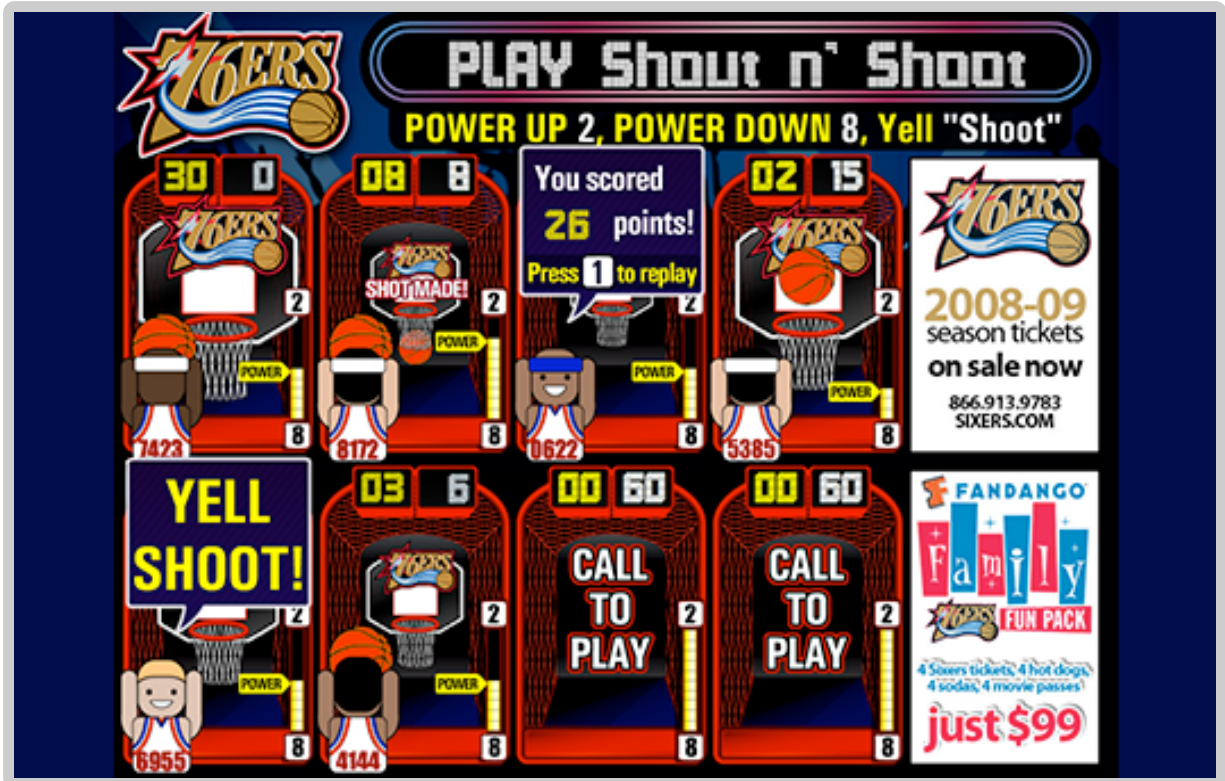 76ERS
PLAY Shout n' Shoot
POWER UP 2, POWER DOWN 8, Yell "Shoot"
30 0
76ERS
2
POWER
8
7423
08 8
76ERS
SHOT MADE!
2
POWER
8
8172
You scored
26 points!
Press 1 to replay
2
POWER
8
0622
02 15
76ERS
2
POWER
8
5385
76ERS
2008-09
season tickets
on sale now
866.913.9783
SIXERS.COM
YELL
SHOOT!
2
POWER
8
6955
03 6
76ERS
2
POWER
8
4144
00 60
CALL
TO
PLAY
2
8
00 60
CALL
TO
PLAY
2
8
FANDANGO
Family
76ERS FUN PACK
4 Sixers tickets, 4 hot dogs,
4 sodas, 4 movie passes
just $99